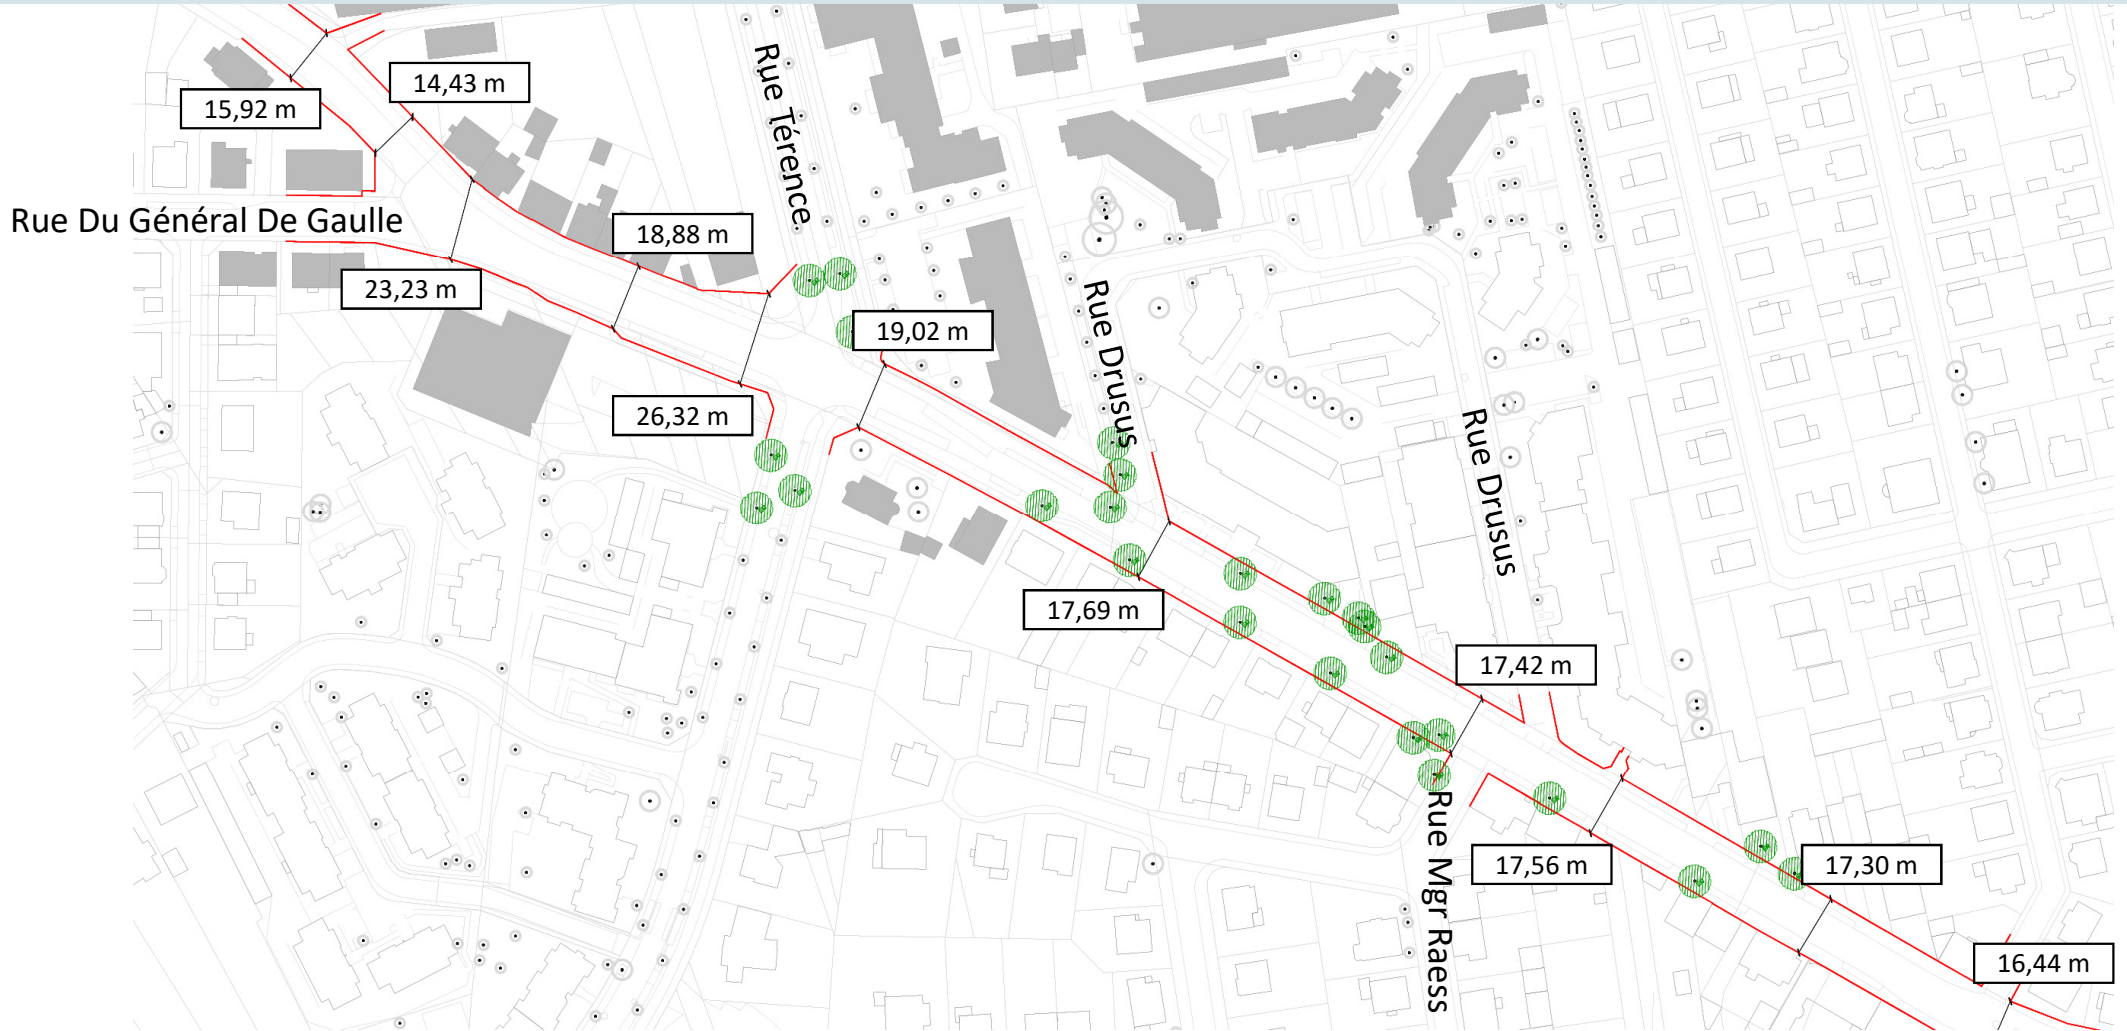 14,43 m
15,92 m
Rue Térence
Rue Du Général De Gaulle
18,88 m
23,23 m
19,02 m
Rue Drusus
26,32 m
Rue Drusus
17,69 m
17,42 m
17,56 m
17,30 m
Rue Mgr Raess
16,44 m